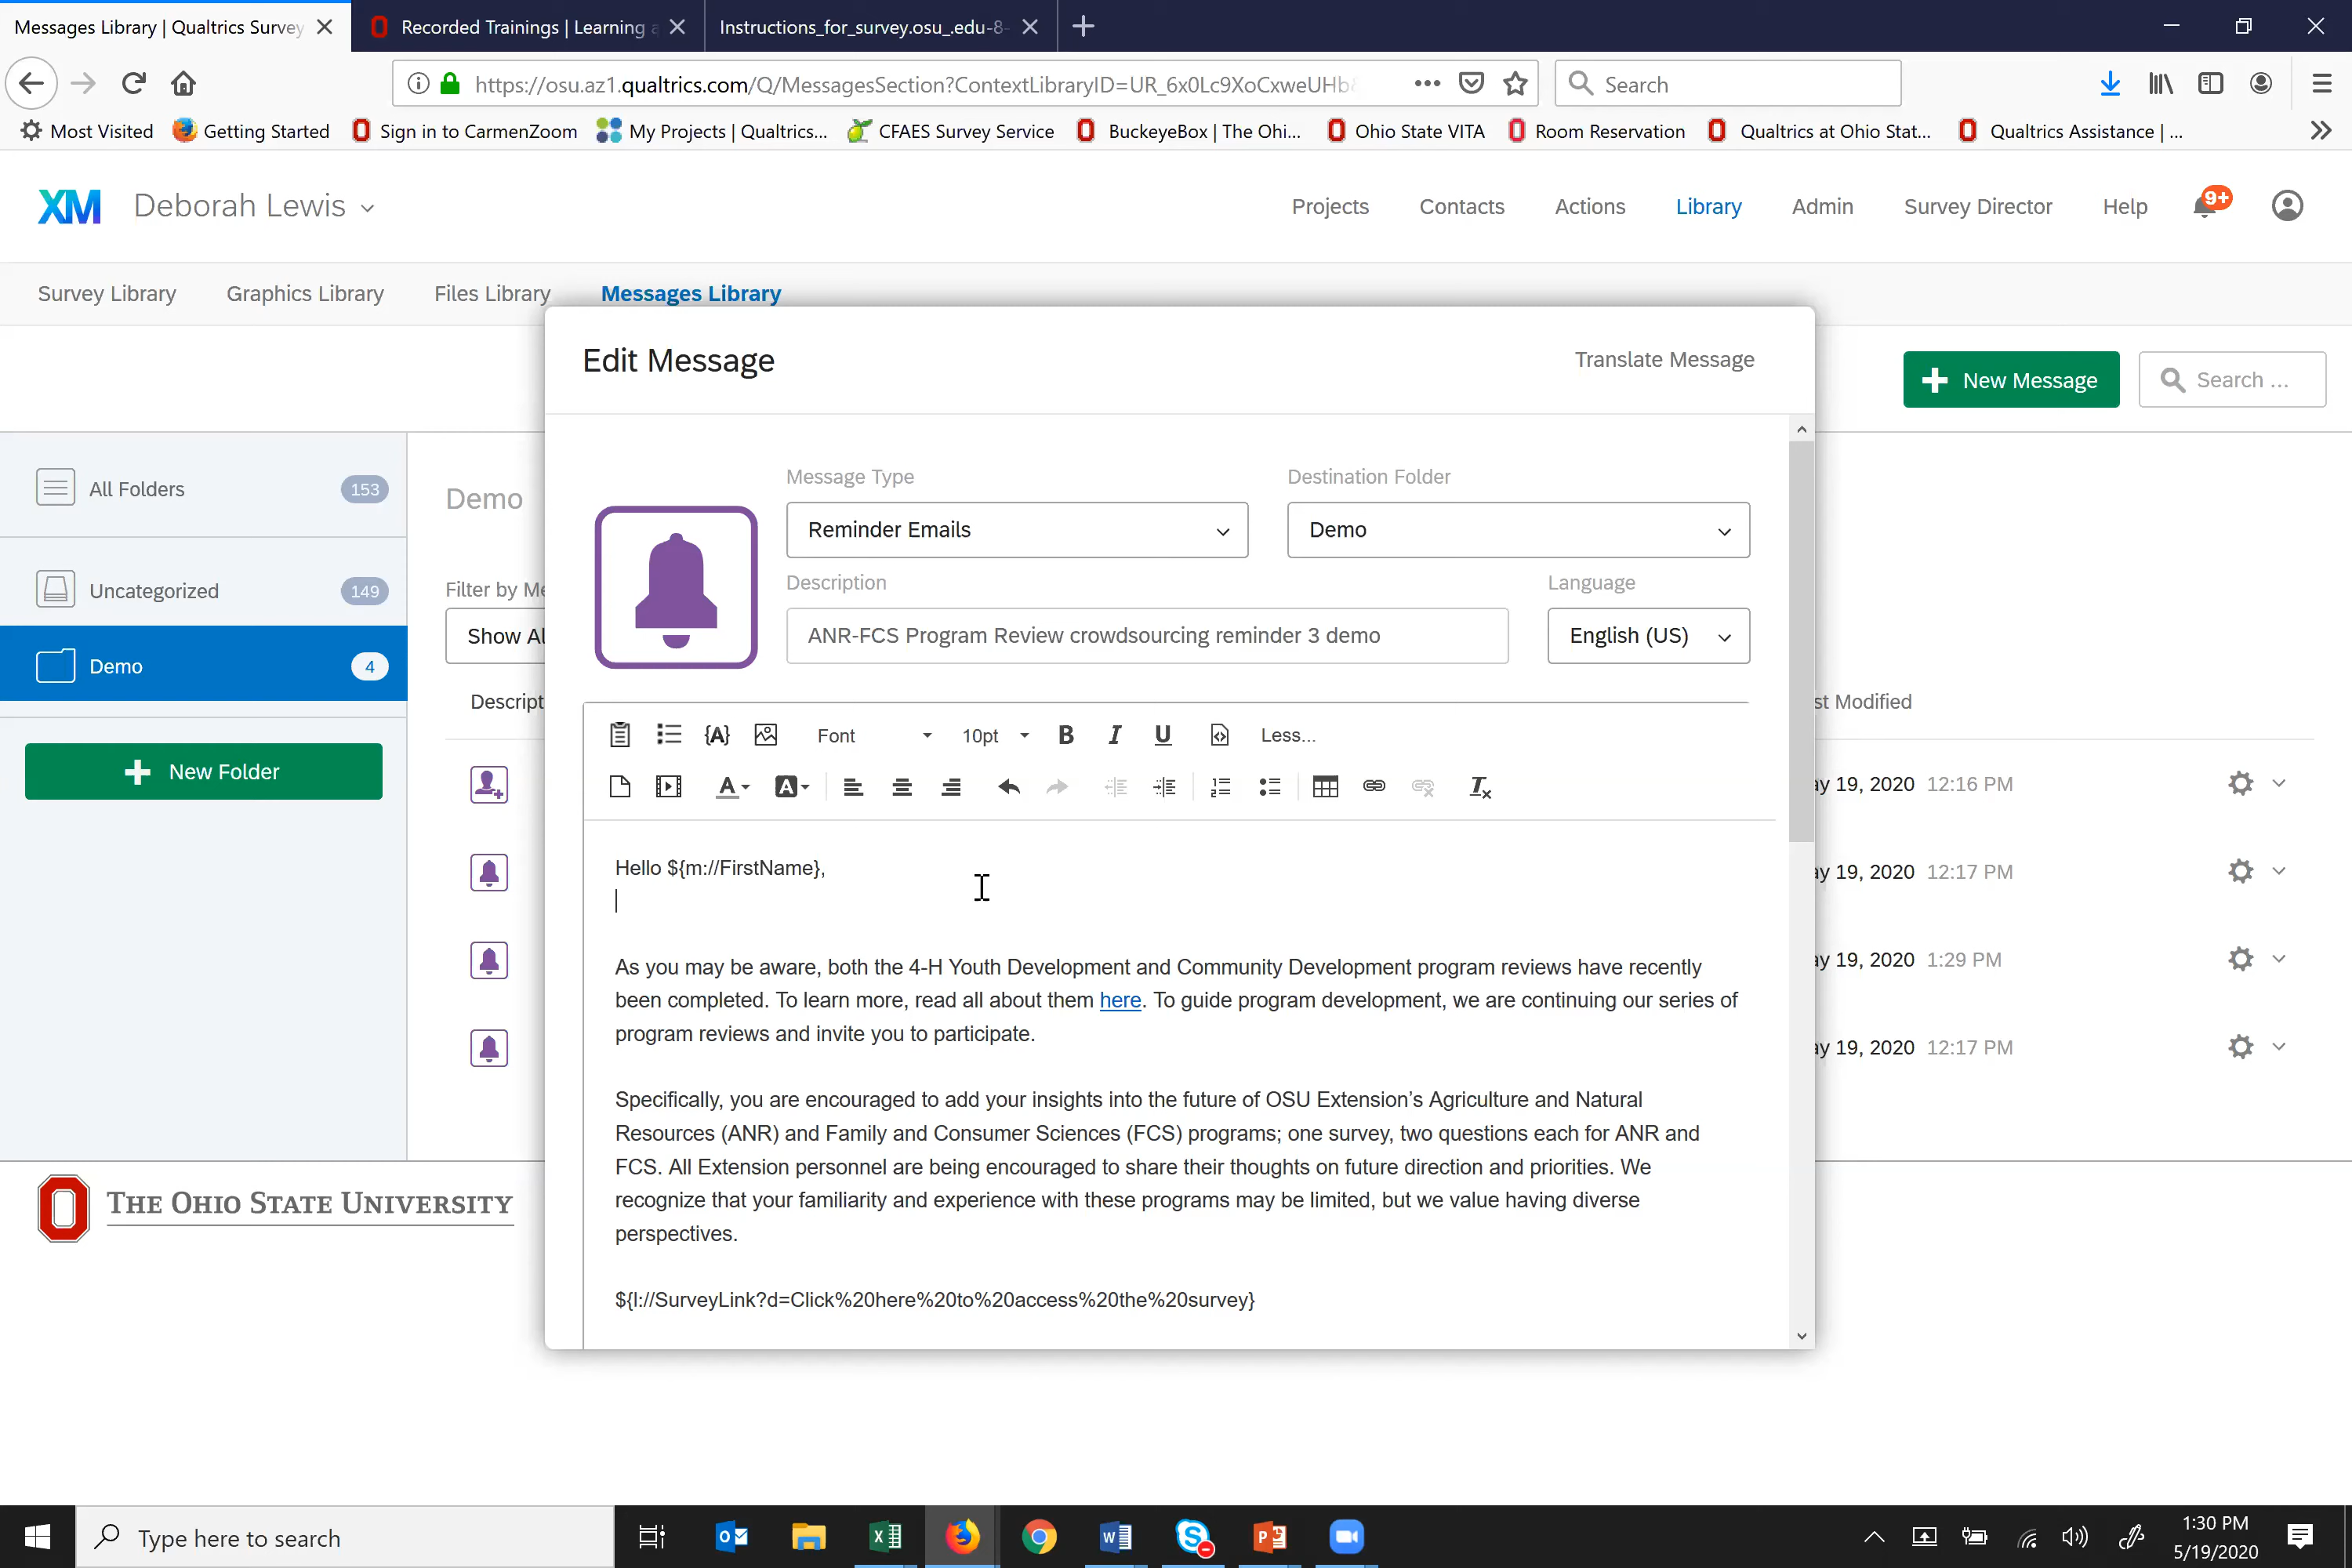 Messages Library | Qualtrics Survey
Recorded Trainings | Learning a
Instructions_for_survey.osu_.edu-8-
https://osu.az1.qualtrics.com/Q/MessagesSection?ContextLibraryID=UR_6x0Lc9XoCxweUHb
Search
Most Visited
Getting Started
Sign in to CarmenZoom
My Projects | Qualtrics...
CFAES Survey Service
BuckeyeBox | The Ohi...
Ohio State VITA
Room Reservation
Qualtrics at Ohio Stat...
Qualtrics Assistance | ...
XM
Deborah Lewis
Projects
Contacts
Actions
Library
Admin
Survey Director
Help
9+
Survey Library
Graphics Library
Files Library
Messages Library
Edit Message
Translate Message
New Message
Search ...
All Folders
153
Uncategorized
149
Demo
4
New Folder
Demo
Filter by Me
Show Al
Descript
Message Type
Destination Folder
Reminder Emails
Demo
Description
Language
ANR-FCS Program Review crowdsourcing reminder 3 demo
English (US)
{A}
Font
10pt
B
I
U
Less...
Hello ${m://FirstName},
As you may be aware, both the 4-H Youth Development and Community Development program reviews have recently
been completed. To learn more, read all about them here. To guide program development, we are continuing our series of
program reviews and invite you to participate.
Specifically, you are encouraged to add your insights into the future of OSU Extension's Agriculture and Natural
Resources (ANR) and Family and Consumer Sciences (FCS) programs; one survey, two questions each for ANR and
FCS. All Extension personnel are being encouraged to share their thoughts on future direction and priorities. We
recognize that your familiarity and experience with these programs may be limited, but we value having diverse
perspectives.
${l://SurveyLink?d=Click%20here%20to%20access%20the%20survey}
st Modified
ay 19, 2020 12:16 PM
ay 19, 2020 12:17 PM
ay 19, 2020 1:29 PM
ay 19, 2020 12:17 PM
THE OHIO STATE UNIVERSITY
Type here to search
1:30 PM
5/19/2020